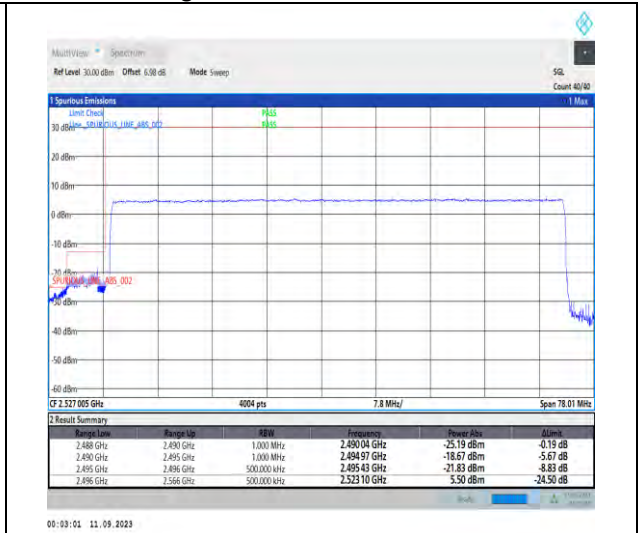 MultiView Spectrum
Ref Level 30.00 dBm Offset 6.98 dB Mode Sweep SGL
Count 40/40
1 Spurious Emissions 1 Max
Limit Check PASS
30 dBm Line _SPURIOUS_LINE_ABS_002 PASS
20 dBm
10 dBm
0 dBm
-10 dBm
-20 dBm
SPURIOUS_LINE_ABS_002
-30 dBm
-40 dBm
-50 dBm
-60 dBm
CF 2.527 005 GHz 4004 pts 7.8 MHz/ Span 78.01 MHz
2 Result Summary
Range Low Range Up RBW Frequency Power Abs ΔLimit
2.488 GHz 2.490 GHz 1.000 MHz 2.490 04 GHz -25.19 dBm -0.19 dB
2.490 GHz 2.495 GHz 1.000 MHz 2.494 97 GHz -18.67 dBm -5.67 dB
2.495 GHz 2.496 GHz 500.000 kHz 2.495 43 GHz -21.83 dBm -8.83 dB
2.496 GHz 2.566 GHz 500.000 kHz 2.523 10 GHz 5.50 dBm -24.50 dB
Ready
00:03:01 11.09.2023